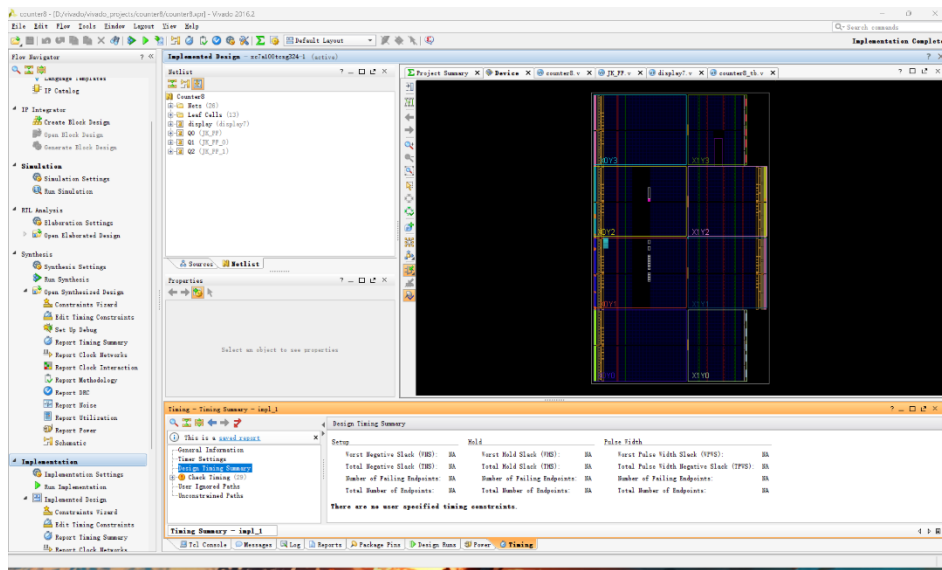 counter8 - [D:/vivado/vivado_projects/counter8/counter8.xpr] - Vivado 2016.2
File Edit Flow Tools Window Layout View Help
Search commands
Default Layout
Implementation Complete
Flow Navigator
Language Templates
IP Catalog
IP Integrator
Create Block Design
Open Block Design
Generate Block Design
Simulation
Simulation Settings
Run Simulation
RTL Analysis
Elaboration Settings
Open Elaborated Design
Synthesis
Synthesis Settings
Run Synthesis
Open Synthesized Design
Constraints Wizard
Edit Timing Constraints
Set Up Debug
Report Timing Summary
Report Clock Networks
Report Clock Interaction
Report Methodology
Report DRC
Report Noise
Report Utilization
Report Power
Schematic
Implementation
Implementation Settings
Run Implementation
Implemented Design
Constraints Wizard
Edit Timing Constraints
Report Timing Summary
Report Clock Networks
Implemented Design - xc7a100tcsg324-1 (active)
Netlist
Counter8
Nets (26)
Leaf Cells (13)
display (display7)
Q0 (JK_FF)
Q1 (JK_FF_0)
Q2 (JK_FF_1)
Sources Netlist
Properties
Select an object to see properties
Project Summary Device counter8.v JK_FF.v display7.v counter8_tb.v
X0Y3 X1Y3
X0Y2 X1Y2
X0Y1 X1Y1
X0Y0 X1Y0
Timing - Timing Summary - impl_1
This is a saved report
General Information
Timer Settings
Design Timing Summary
Check Timing (19)
User Ignored Paths
Unconstrained Paths
Design Timing Summary
Setup Hold Pulse Width
Worst Negative Slack (WNS): NA Worst Hold Slack (WHS): NA Worst Pulse Width Slack (WPWS): NA
Total Negative Slack (TNS): NA Total Hold Slack (THS): NA Total Pulse Width Negative Slack (TPWS): NA
Number of Failing Endpoints: NA Number of Failing Endpoints: NA Number of Failing Endpoints: NA
Total Number of Endpoints: NA Total Number of Endpoints: NA Total Number of Endpoints: NA
There are no user specified timing constraints.
Timing Summary - impl_1
Tcl Console Messages Log Reports Package Pins Design Runs Power Timing